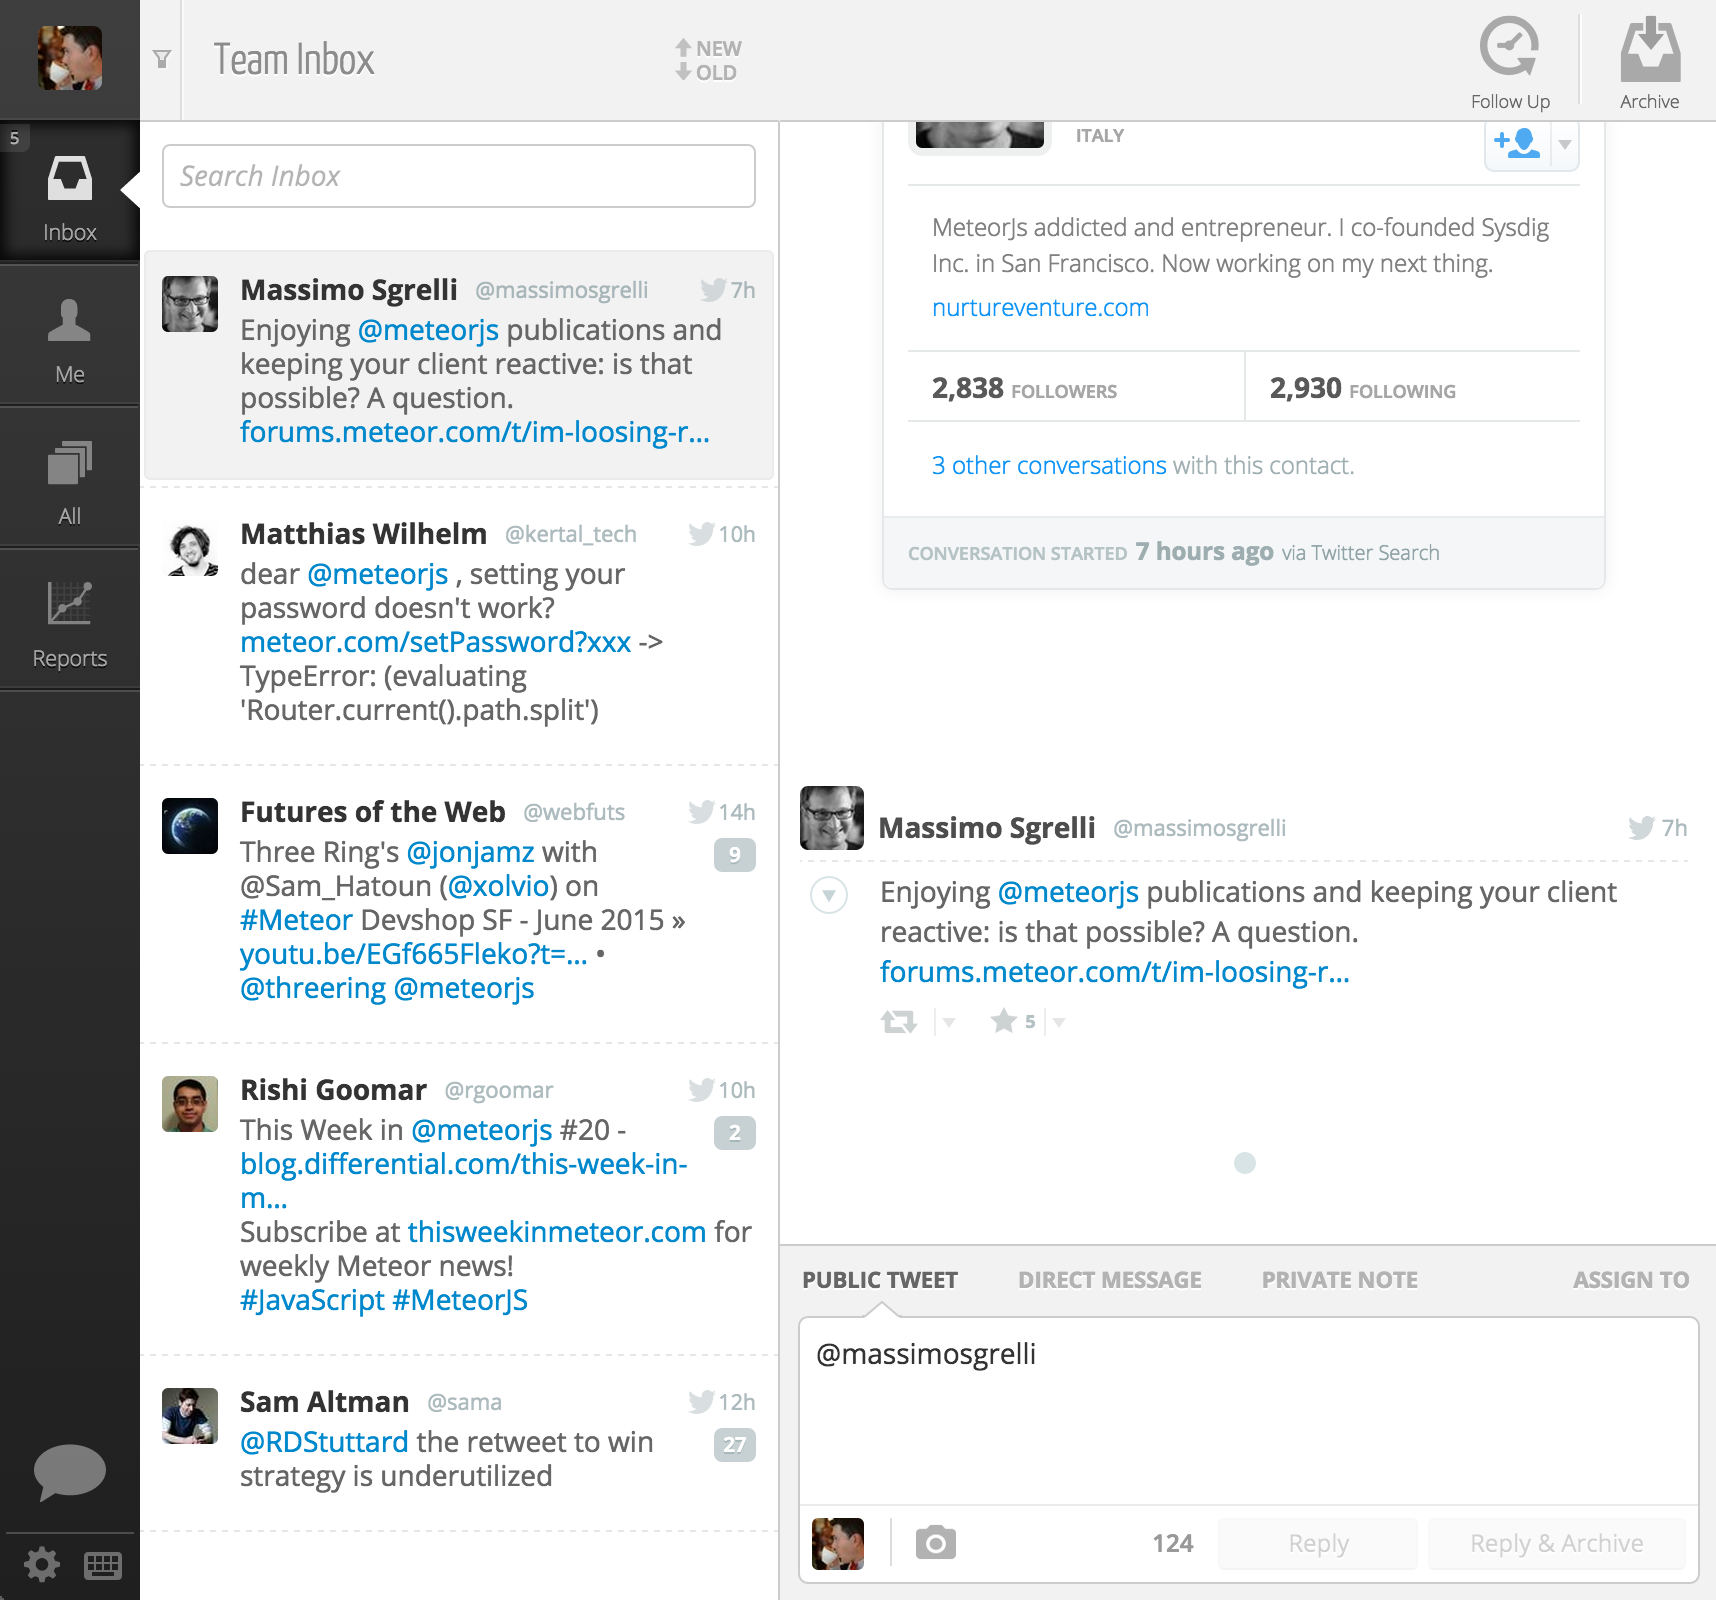 Team Inbox
NEW
OLD
Follow Up
Archive
5
Inbox
Me
All
Reports
Search Inbox
Massimo Sgrelli @massimosgrelli 7h
Enjoying @meteorjs publications and
keeping your client reactive: is that
possible? A question.
forums.meteor.com/t/im-loosing-r...
Matthias Wilhelm @kertal_tech 10h
dear @meteorjs , setting your
password doesn't work?
meteor.com/setPassword?xxx ->
TypeError: (evaluating
'Router.current().path.split')
Futures of the Web @webfuts 14h
Three Ring's @jonjamz with 9
@Sam_Hatoun (@xolvio) on
#Meteor Devshop SF - June 2015 »
youtu.be/EGf665Fleko?t=... •
@threering @meteorjs
Rishi Goomar @rgoomar 10h
This Week in @meteorjs #20 - 2
blog.differential.com/this-week-in-
m...
Subscribe at thisweekinmeteor.com for
weekly Meteor news!
#JavaScript #MeteorJS
Sam Altman @sama 12h
@RDStuttard the retweet to win 27
strategy is underutilized
ITALY
MeteorJs addicted and entrepreneur. I co-founded Sysdig
Inc. in San Francisco. Now working on my next thing.
nurtureventure.com
2,838 FOLLOWERS 2,930 FOLLOWING
3 other conversations with this contact.
CONVERSATION STARTED 7 hours ago via Twitter Search
Massimo Sgrelli @massimosgrelli 7h
Enjoying @meteorjs publications and keeping your client
reactive: is that possible? A question.
forums.meteor.com/t/im-loosing-r...
5
PUBLIC TWEET DIRECT MESSAGE PRIVATE NOTE ASSIGN TO
@massimosgrelli
124 Reply Reply & Archive